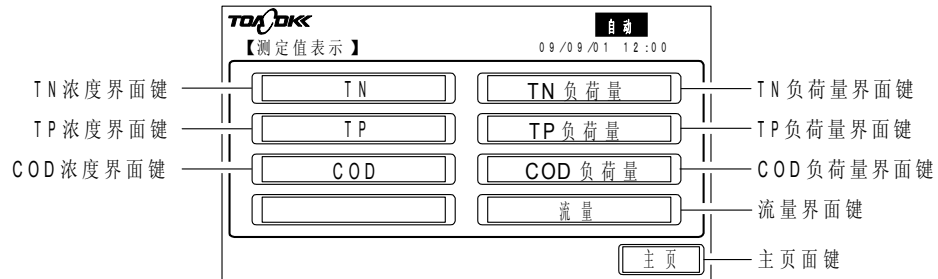 TOADKK
自动
【测定值表示】
09/09/01 12:00
TN浓度界面键
TN
TN负荷量
TN负荷量界面键
TP浓度界面键
TP
TP负荷量
TP负荷量界面键
COD浓度界面键
COD
COD负荷量
COD负荷量界面键
流量
流量界面键
主页
主页面键